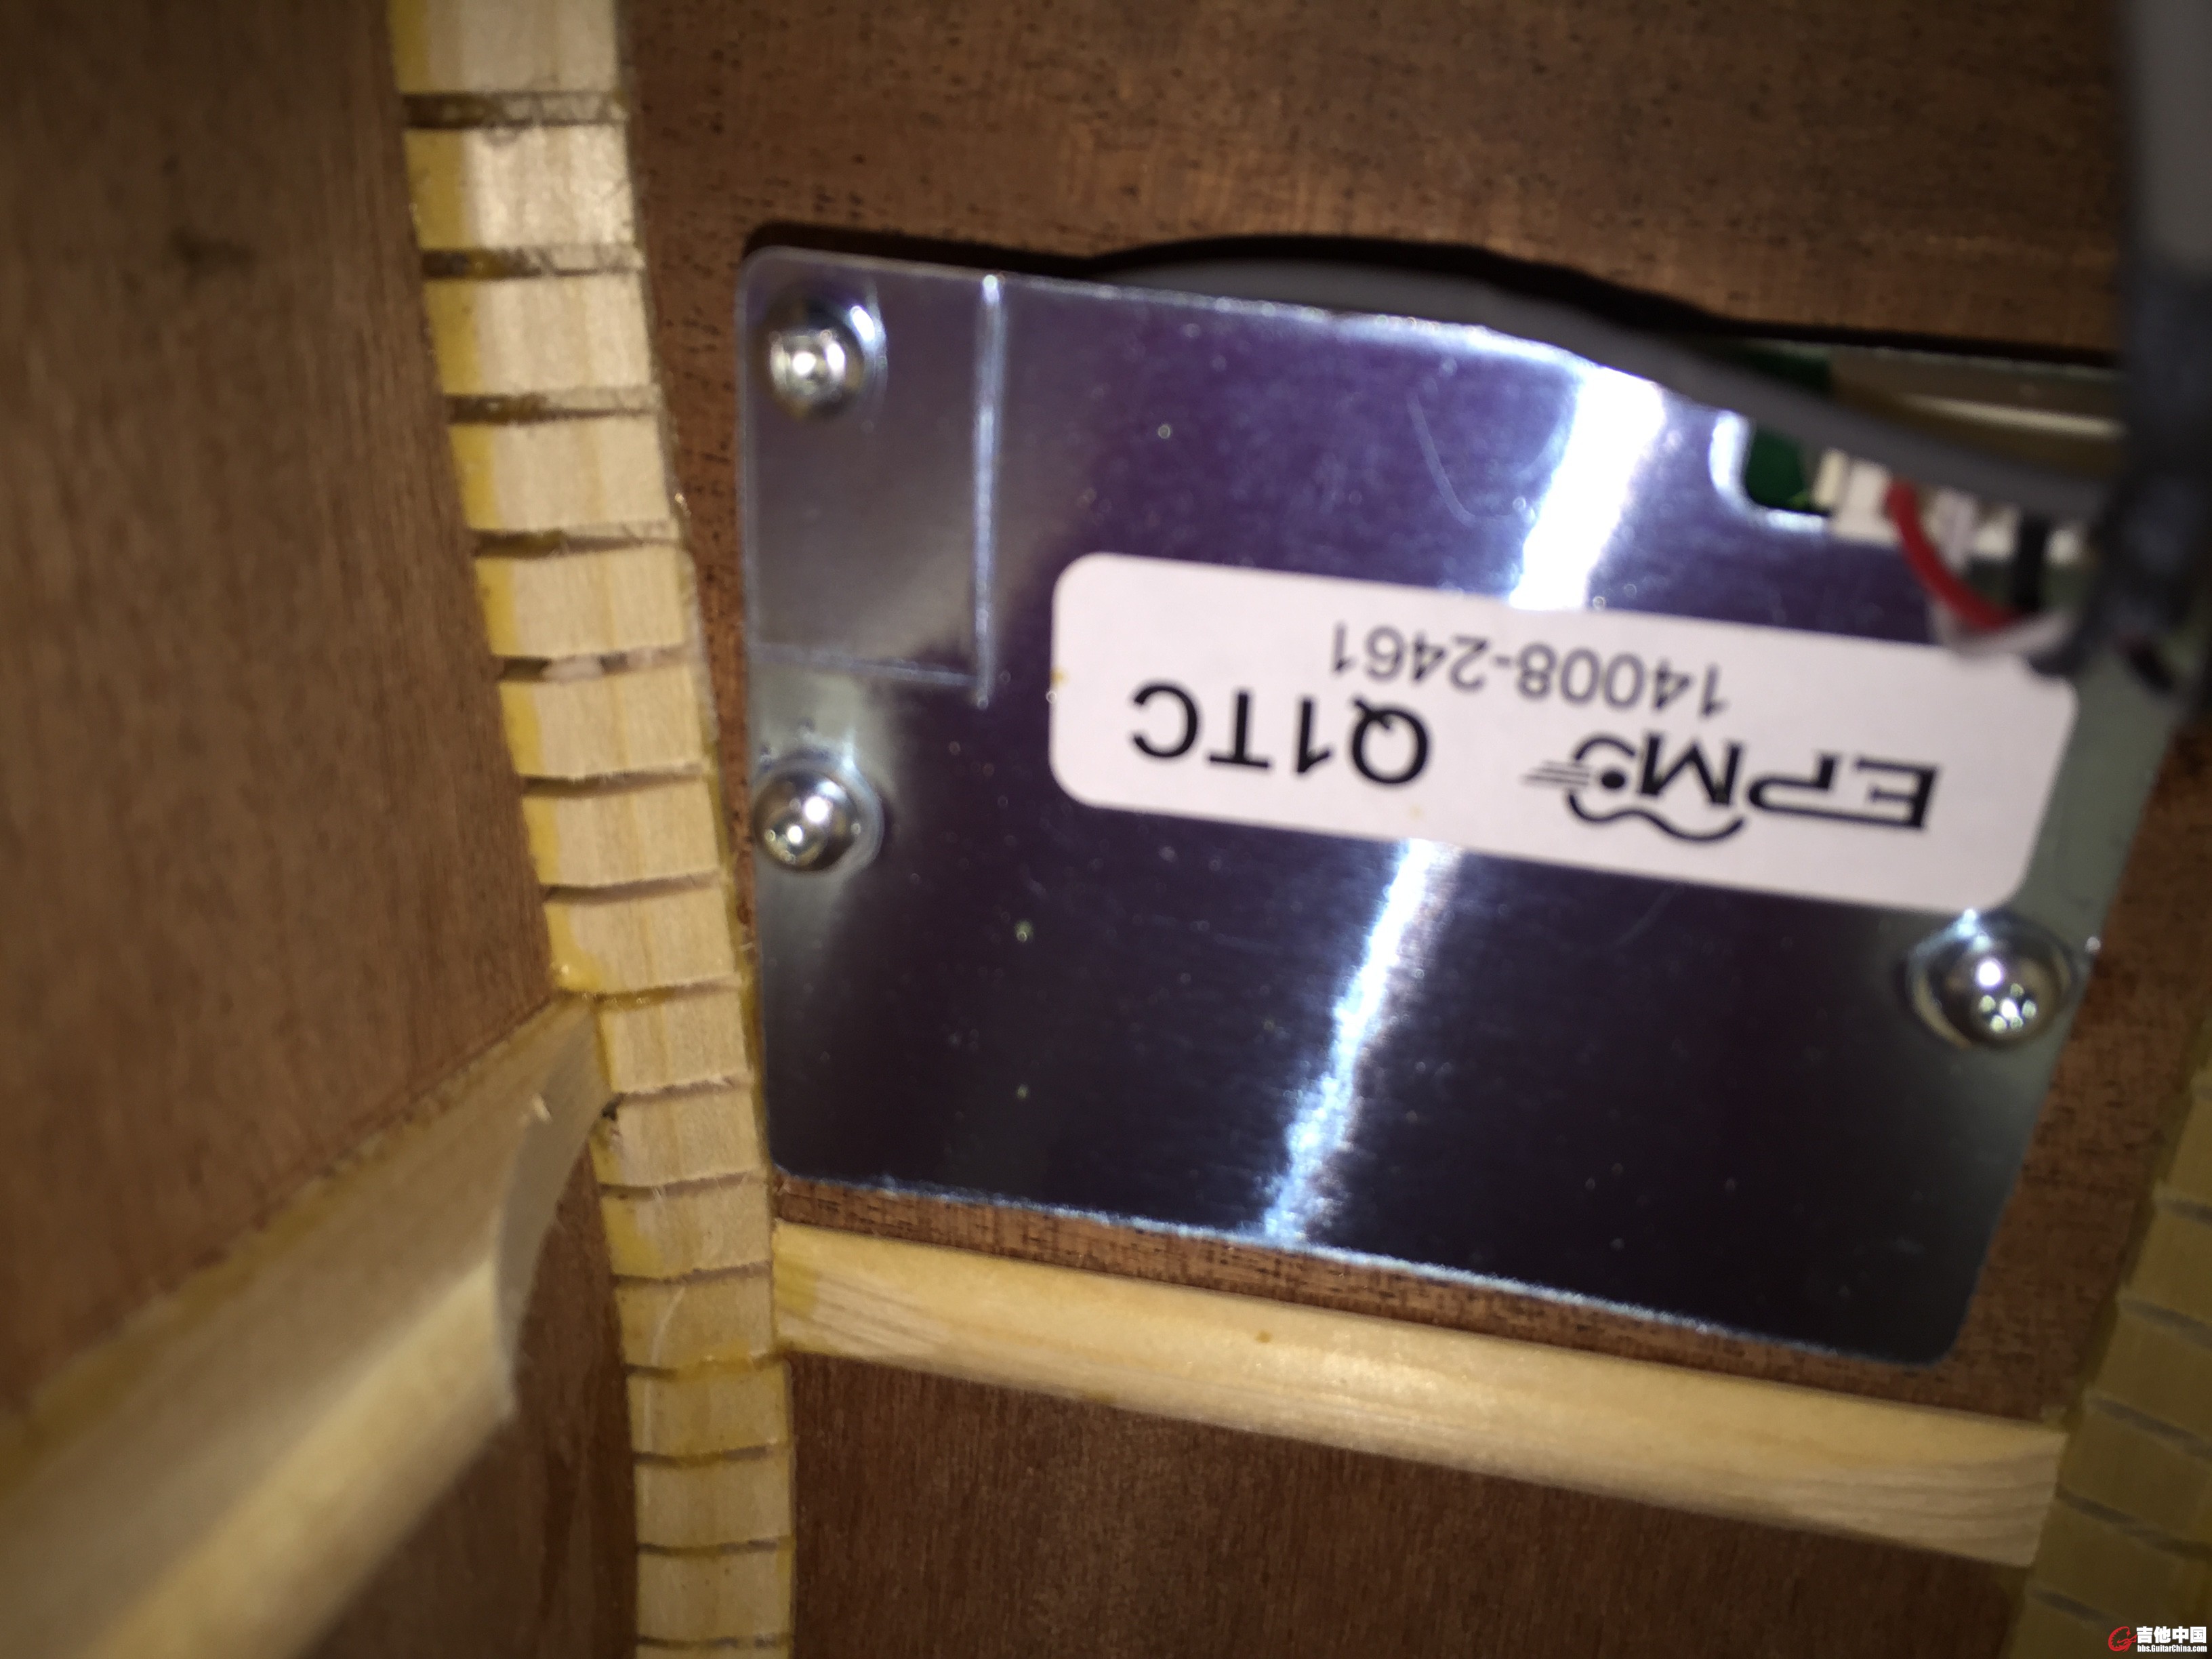 EPM Q1TC
14008-2461
吉他中国
bbs.GuitarChina.com